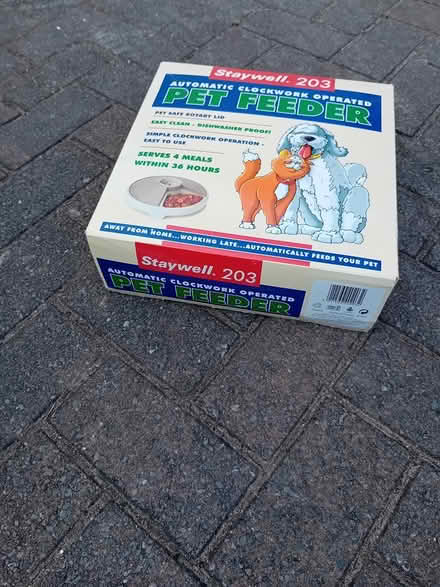 Staywell. 203
AUTOMATIC CLOCKWORK OPERATED
PET FEEDER
PET SAFE ROTARY LID
EASY CLEAN - DISHWASHER PROOF!
SIMPLE CLOCKWORK OPERATION -
EASY TO USE
SERVES 4 MEALS
WITHIN 36 HOURS
AWAY FROM HOME...WORKING LATE...AUTOMATICALLY FEEDS YOUR PET
Staywell. 203
AUTOMATIC CLOCKWORK OPERATED
PET FEEDER